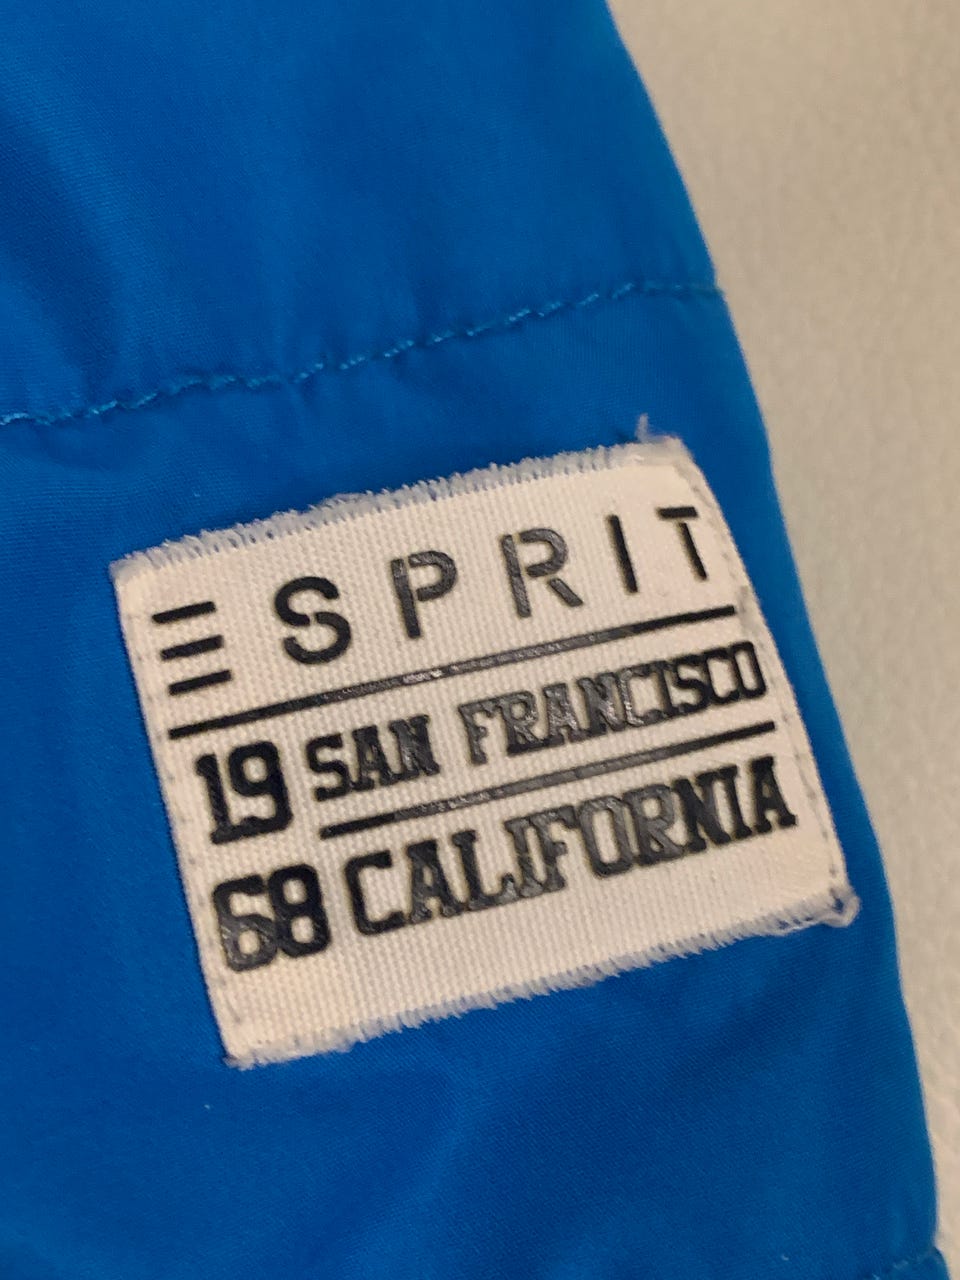 ESPRIT
19 SAN FRANCISCO
68 CALIFORNIA